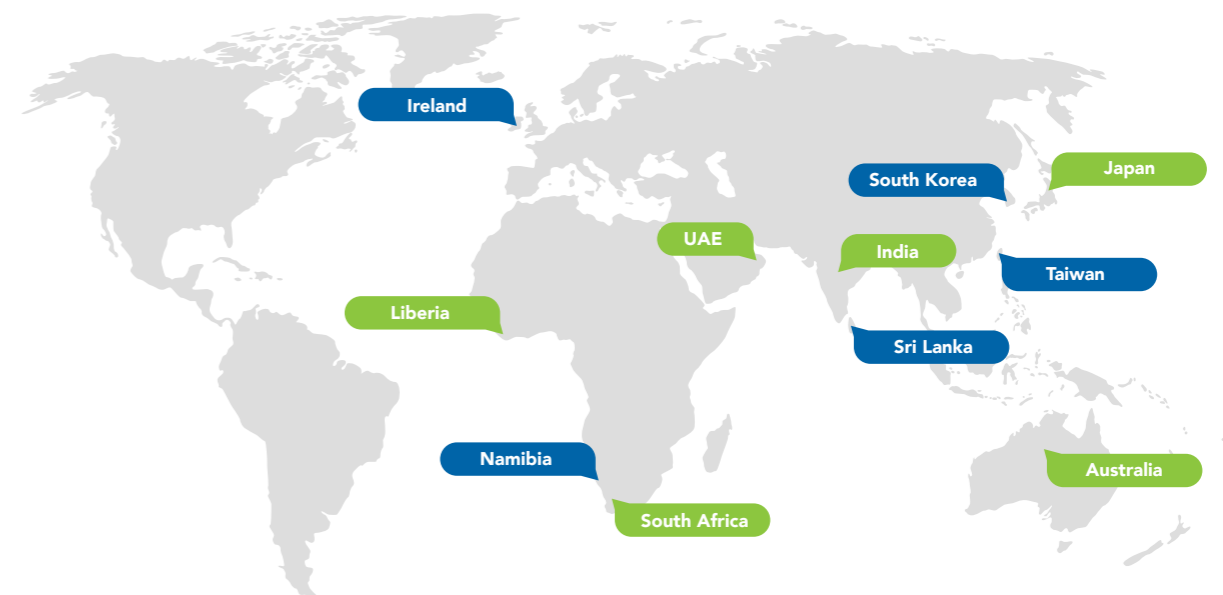 Ireland
Japan
South Korea
UAE
India
Taiwan
Liberia
Sri Lanka
Namibia
Australia
South Africa